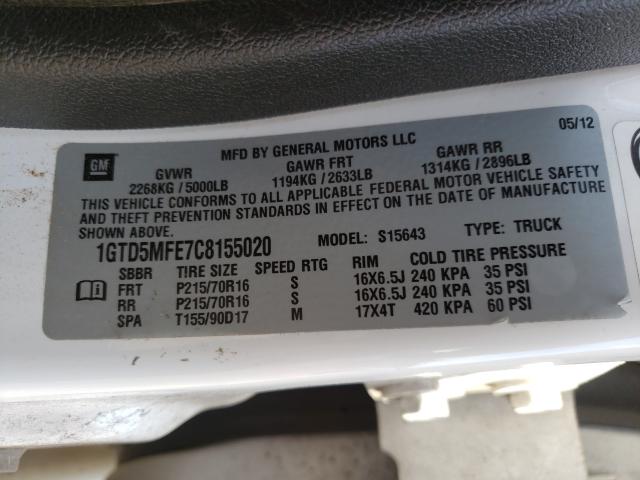 05/12
MFD BY GENERAL MOTORS LLC
GM
GVWR GAWR FRT GAWR RR
2268KG / 5000LB 1194KG / 2633LB 1314KG / 2896LB
THIS VEHICLE CONFORMS TO ALL APPLICABLE FEDERAL MOTOR VEHICLE SAFETY
AND THEFT PREVENTION STANDARDS IN EFFECT ON THE DATE OF MANUFACTURE
SHOWN ABOVE.
1GTD5MFE7C8155020 MODEL: S15643 TYPE: TRUCK
SBBR TIRE SIZE SPEED RTG RIM COLD TIRE PRESSURE
FRT P215/70R16 S 16X6.5J 240 KPA 35 PSI
RR P215/70R16 S 16X6.5J 240 KPA 35 PSI
SPA T155/90D17 M 17X4T 420 KPA 60 PSI